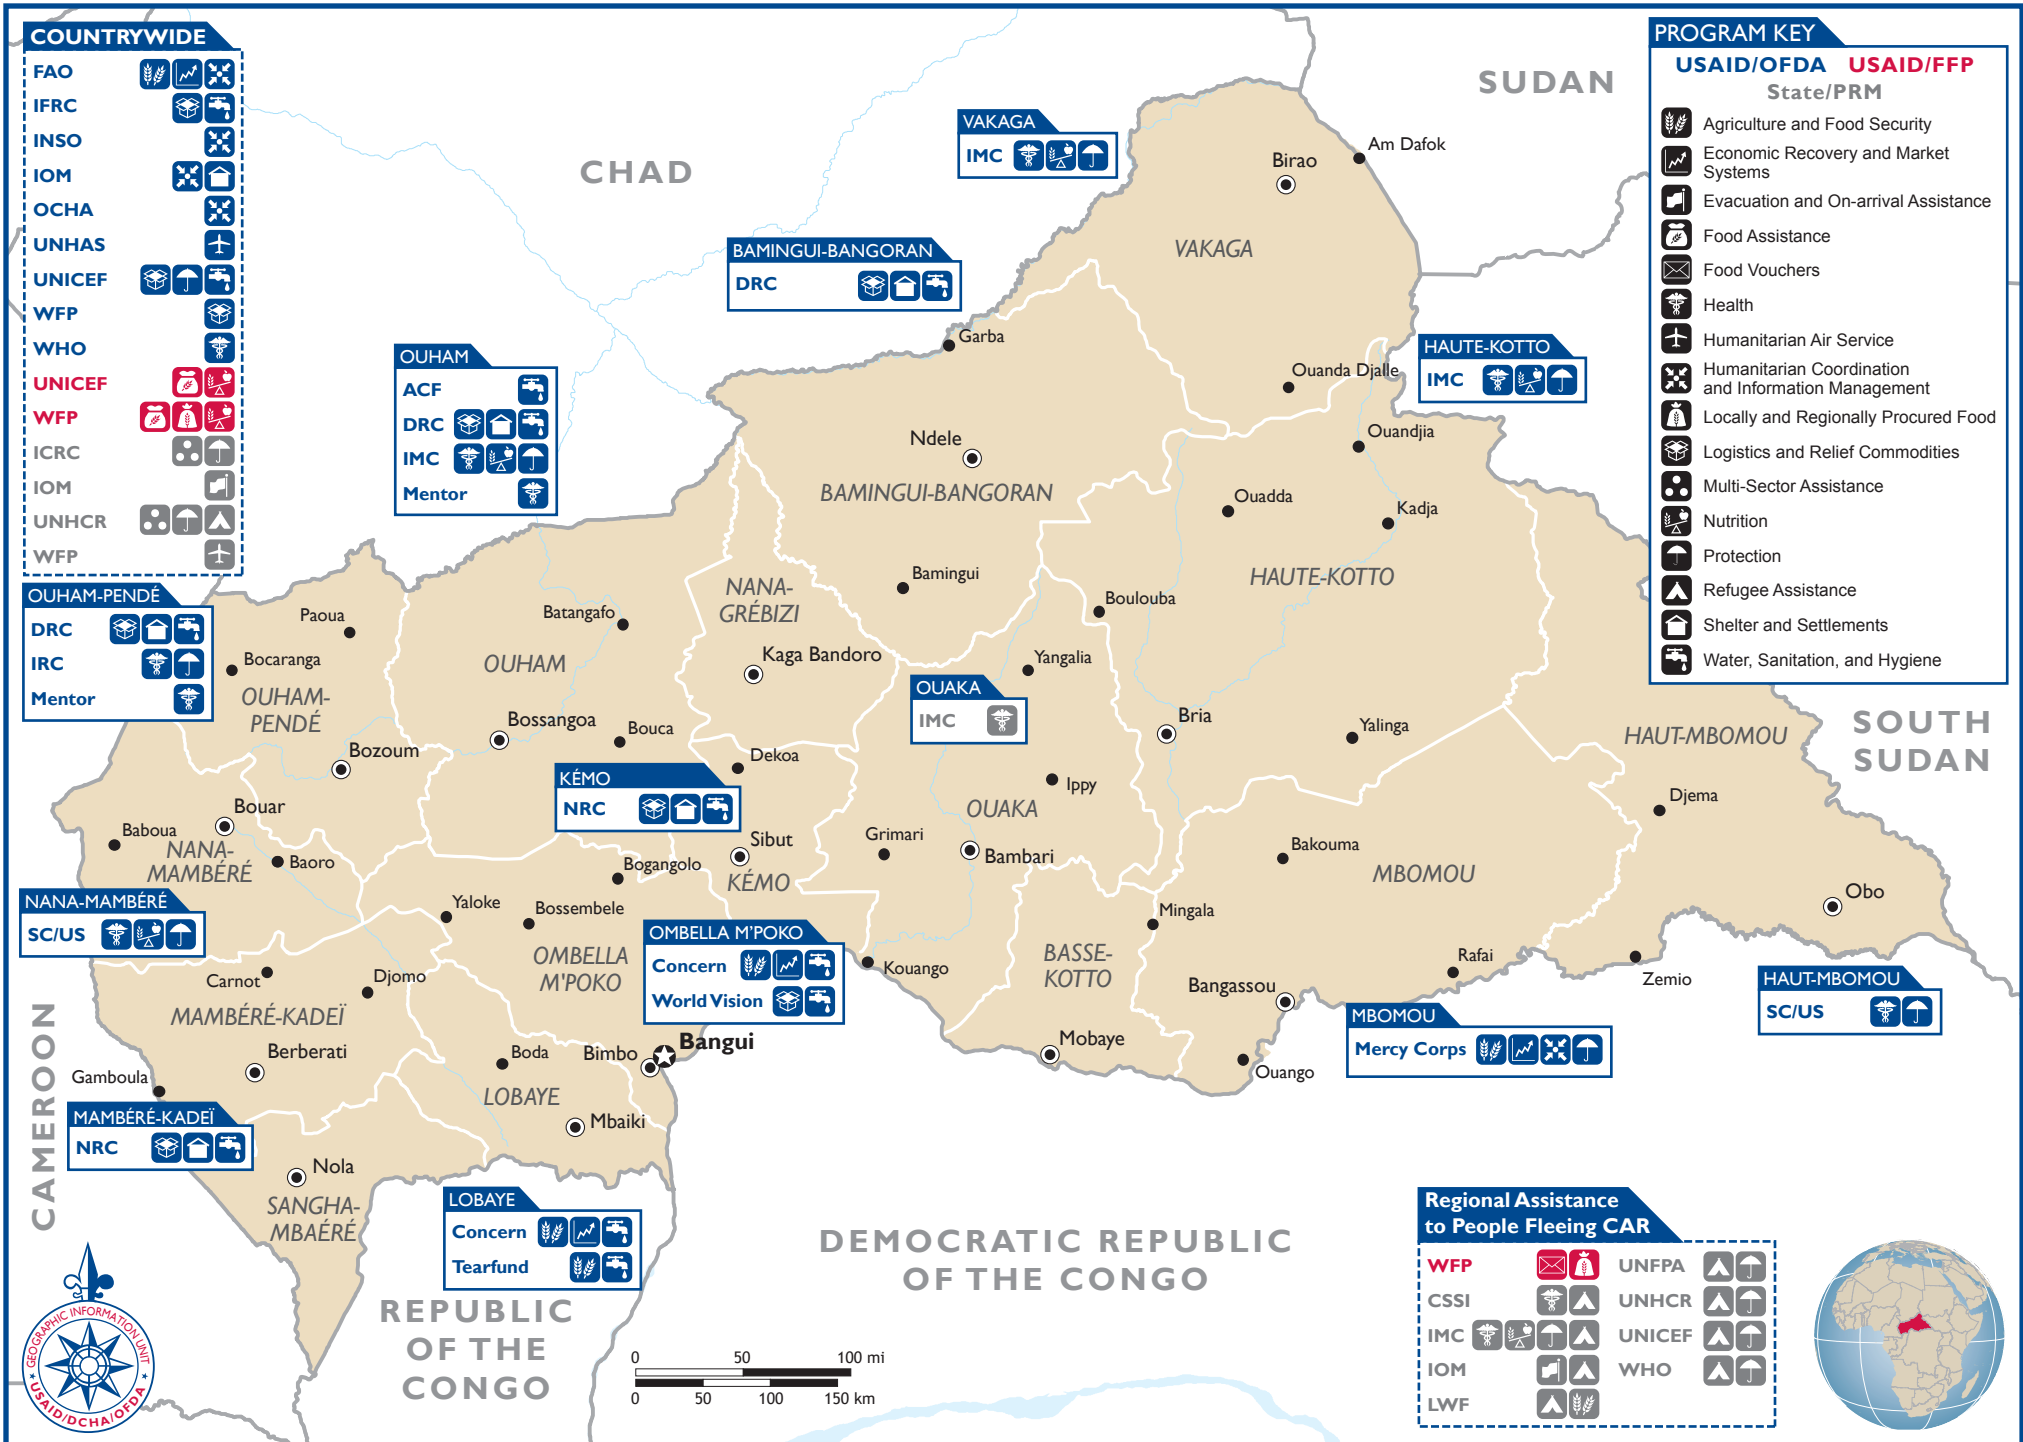 COUNTRYWIDE
FAO
IFRC
INSO
IOM
OCHA
UNHAS
UNICEF
WFP
WHO
UNICEF
WFP
ICRC
IOM
UNHCR
WFP
OUHAM-PENDÉ
DRC
IRC
Mentor
NANA-MAMBÉRÉ
SC/US
MAMBÉRÉ-KADEÏ
NRC
OUHAM
ACF
DRC
IMC
Mentor
BAMINGUI-BANGORAN
DRC
VAKAGA
IMC
HAUTE-KOTTO
IMC
OUAKA
IMC
KÉMO
NRC
OMBELLA M'POKO
Concern
World Vision
LOBAYE
Concern
Tearfund
MBOMOU
Mercy Corps
HAUT-MBOMOU
SC/US
PROGRAM KEY
USAID/OFDA USAID/FFP
State/PRM
Agriculture and Food Security
Economic Recovery and Market
Systems
Evacuation and On-arrival Assistance
Food Assistance
Food Vouchers
Health
Humanitarian Air Service
Humanitarian Coordination
and Information Management
Locally and Regionally Procured Food
Logistics and Relief Commodities
Multi-Sector Assistance
Nutrition
Protection
Refugee Assistance
Shelter and Settlements
Water, Sanitation, and Hygiene
CHAD
SUDAN
SOUTH
SUDAN
CAMEROON
REPUBLIC
OF THE
CONGO
DEMOCRATIC REPUBLIC
OF THE CONGO
Birao
Am Dafok
VAKAGA
Garba
Ouanda Djalle
Ndele
BAMINGUI-BANGORAN
Ouandjia
Ouadda
Kadja
HAUTE-KOTTO
Bamingui
NANA-
GRÉBIZI
Boulouba
Paoua
Batangafo
Bocaranga
OUHAM
Kaga Bandoro
Yangalia
OUHAM-
PENDÉ
Bossangoa
Bouca
Bria
Yalinga
HAUT-MBOMOU
Bozoum
Dekoa
Ippy
Djema
Bouar
OUAKA
Baboua
NANA-
MAMBÉRÉ
Baoro
Sibut
Grimari
Bambari
Bakouma
MBOMOU
Bogangolo
KÉMO
Obo
Yaloke
Bossembele
Mingala
OMBELLA
M'POKO
BASSE-
KOTTO
Kouango
Rafai
Zemio
Carnot
Djomo
Bangassou
MAMBÉRÉ-KADEÏ
Bangui
Mobaye
Berberati
Boda
Bimbo
Ouango
Gamboula
LOBAYE
Mbaiki
Nola
SANGHA-
MBAÉRÉ
Regional Assistance
to People Fleeing CAR
WFP
CSSI
IMC
IOM
LWF
UNFPA
UNHCR
UNICEF
WHO
0 50 100 mi
0 50 100 150 km
GEOGRAPHIC INFORMATION UNIT
USAID/DCHA/OFDA